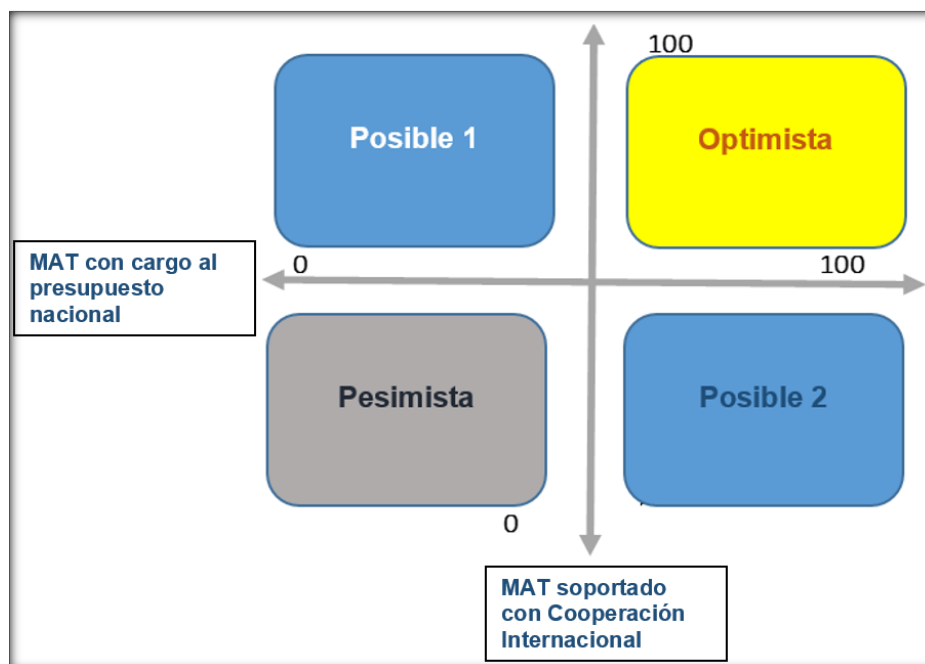 100
Posible 1
Optimista
MAT con cargo al
presupuesto
nacional
0
100
Pesimista
Posible 2
0
MAT soportado
con Cooperación
Internacional